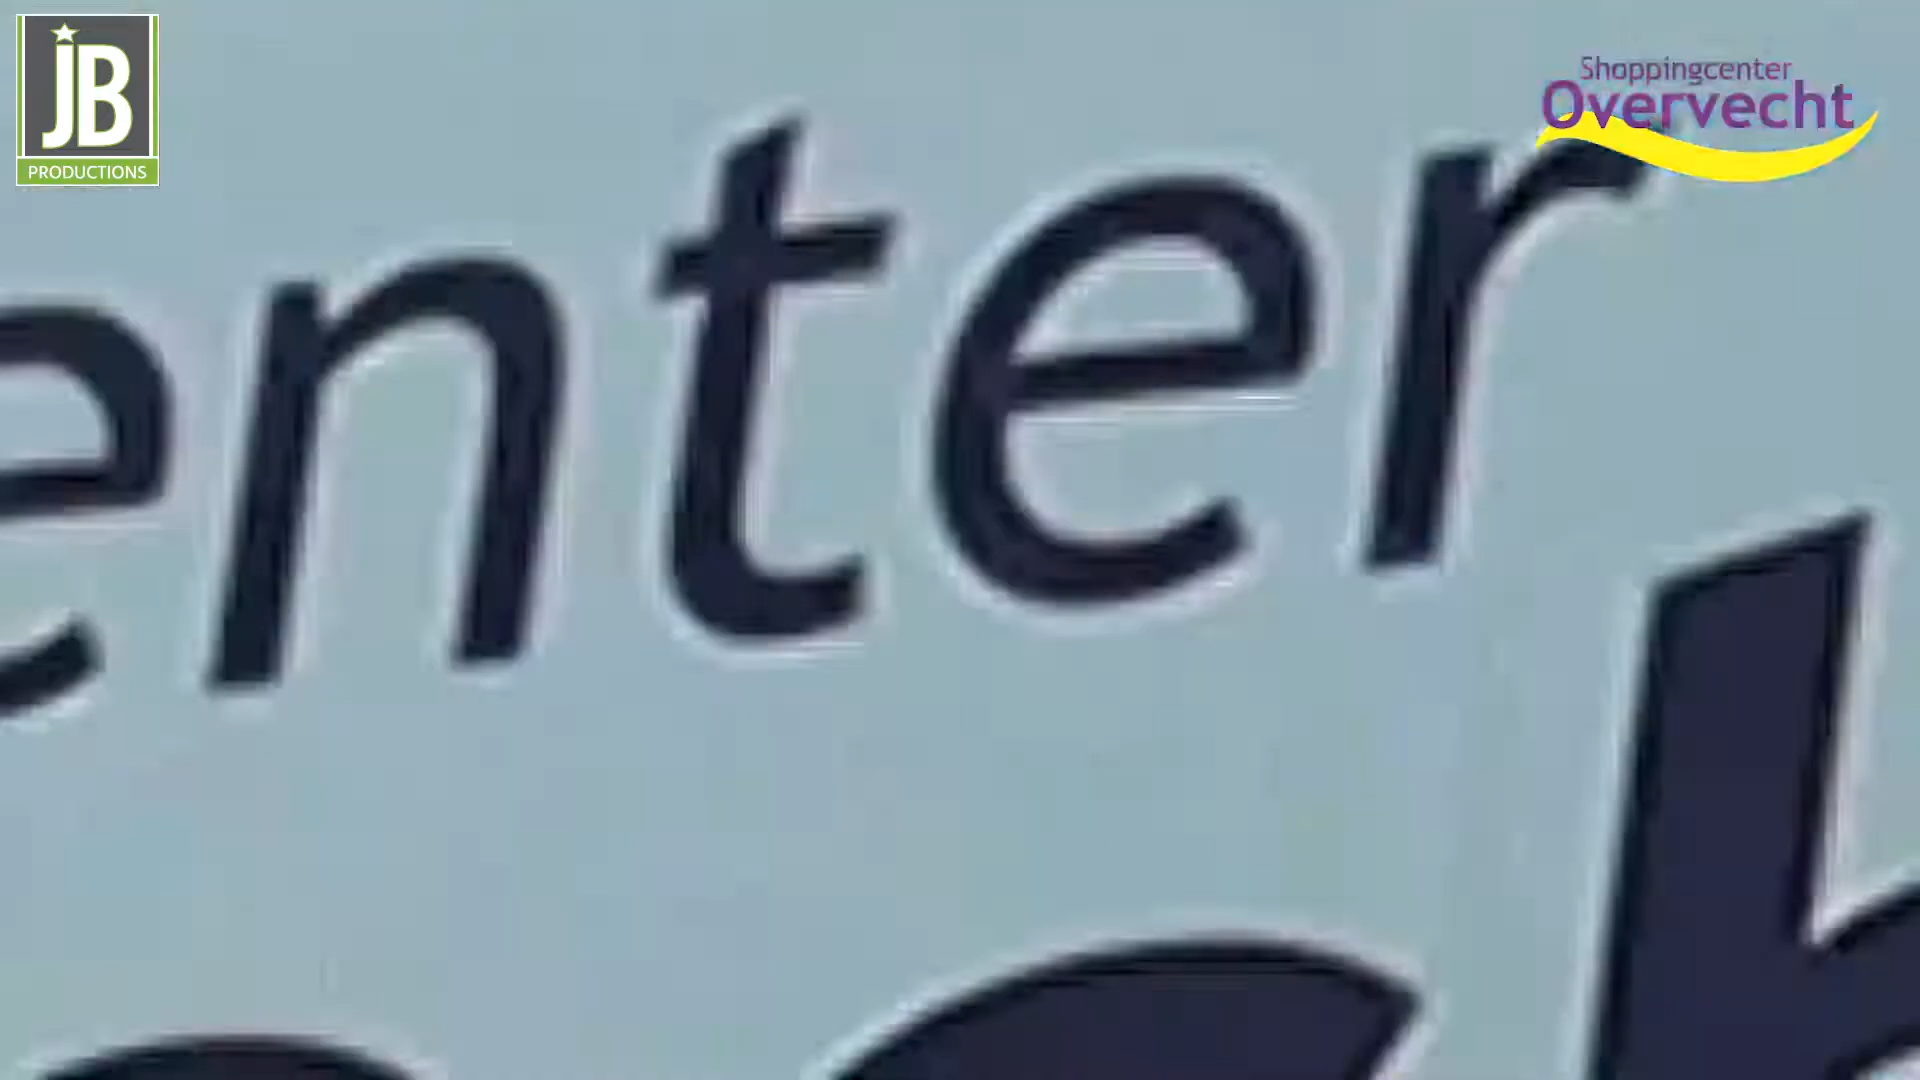 JB
PRODUCTIONS
Shoppingcenter
Overvecht
enter